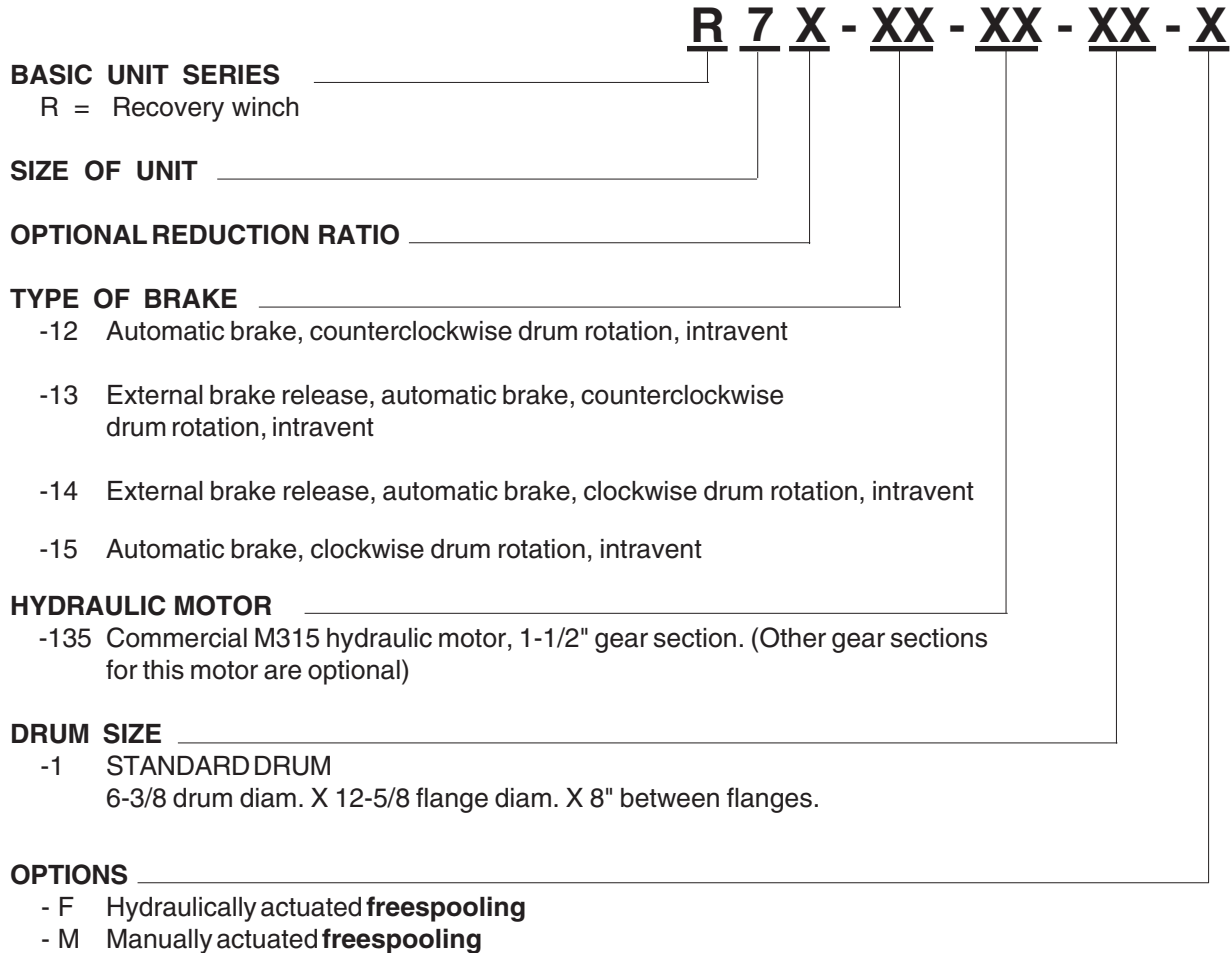 R 7 X - XX - XX - XX - X
BASIC UNIT SERIES
R = Recovery winch
SIZE OF UNIT
OPTIONAL REDUCTION RATIO
TYPE OF BRAKE
-12 Automatic brake, counterclockwise drum rotation, intravent
-13 External brake release, automatic brake, counterclockwise
drum rotation, intravent
-14 External brake release, automatic brake, clockwise drum rotation, intravent
-15 Automatic brake, clockwise drum rotation, intravent
HYDRAULIC MOTOR
-135 Commercial M315 hydraulic motor, 1-1/2" gear section. (Other gear sections
for this motor are optional)
DRUM SIZE
-1 STANDARD DRUM
6-3/8 drum diam. X 12-5/8 flange diam. X 8" between flanges.
OPTIONS
- F Hydraulically actuated freespooling
- M Manually actuated freespooling